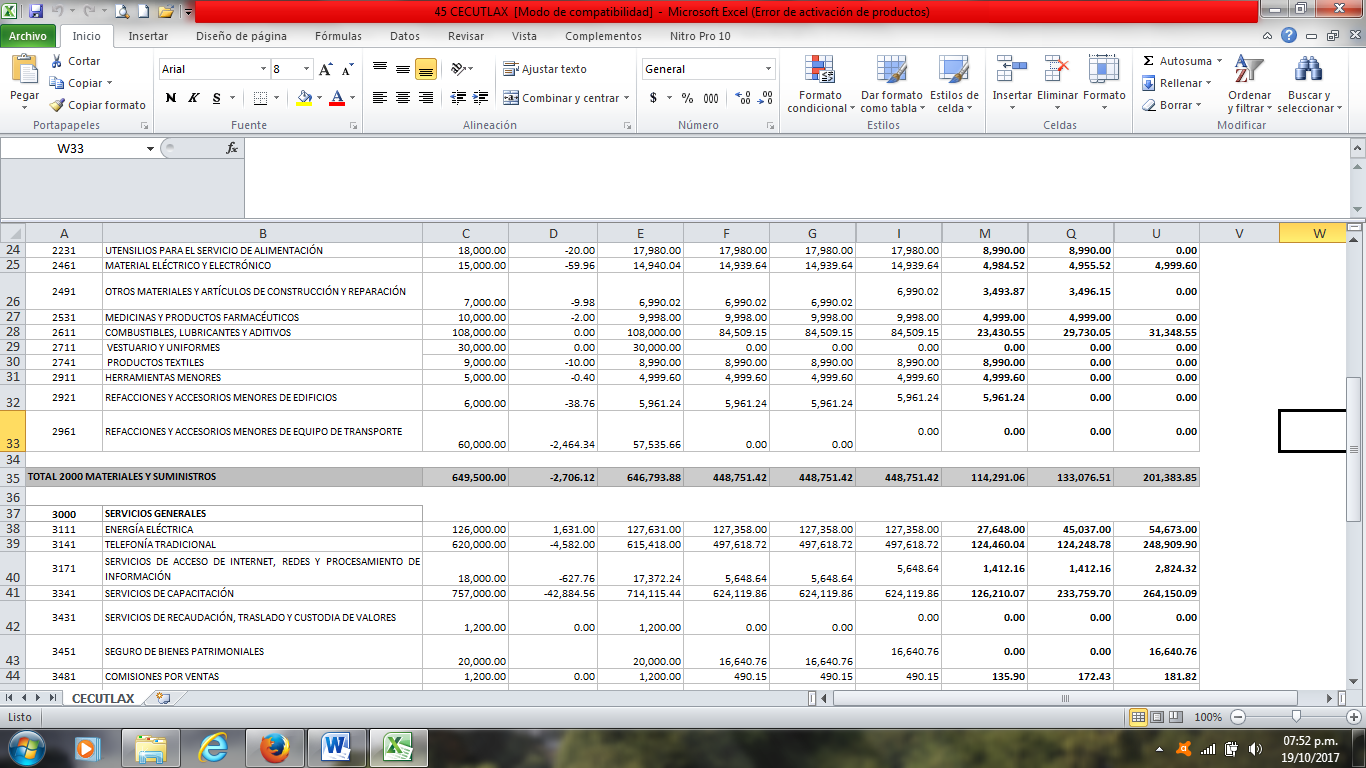 45 CECUTLAX  [Modo de compatibilidad]  -  Microsoft Excel (Error de activación de productos)
Archivo Inicio Insertar Diseño de página Fórmulas Datos Revisar Vista Complementos Nitro Pro 10
Pegar Cortar Copiar Copiar formato Portapapeles
Arial 8 A A N K S A Fuente
Ajustar texto Combinar y centrar Alineación
General $ % 000 Número
Formato condicional Dar formato como tabla Estilos de celda Estilos
Insertar Eliminar Formato Celdas
Σ Autosuma Rellenar Borrar Ordenar y filtrar Buscar y seleccionar Modificar
W33 fx
A B C D E F G I M Q U V W
24 2231 UTENSILIOS PARA EL SERVICIO DE ALIMENTACIÓN 18,000.00 -20.00 17,980.00 17,980.00 17,980.00 17,980.00 8,990.00 8,990.00 0.00
25 2461 MATERIAL ELÉCTRICO Y ELECTRÓNICO 15,000.00 -59.96 14,940.04 14,939.64 14,939.64 14,939.64 4,984.52 4,955.52 4,999.60
26 2491 OTROS MATERIALES Y ARTÍCULOS DE CONSTRUCCIÓN Y REPARACIÓN 7,000.00 -9.98 6,990.02 6,990.02 6,990.02 6,990.02 3,493.87 3,496.15 0.00
27 2531 MEDICINAS Y PRODUCTOS FARMACÉUTICOS 10,000.00 -2.00 9,998.00 9,998.00 9,998.00 9,998.00 4,999.00 4,999.00 0.00
28 2611 COMBUSTIBLES, LUBRICANTES Y ADITIVOS 108,000.00 0.00 108,000.00 84,509.15 84,509.15 84,509.15 23,430.55 29,730.05 31,348.55
29 2711 VESTUARIO Y UNIFORMES 30,000.00 0.00 30,000.00 0.00 0.00 0.00 0.00 0.00 0.00
30 2741 PRODUCTOS TEXTILES 9,000.00 -10.00 8,990.00 8,990.00 8,990.00 8,990.00 8,990.00 0.00 0.00
31 2911 HERRAMIENTAS MENORES 5,000.00 -0.40 4,999.60 4,999.60 4,999.60 4,999.60 4,999.60 0.00 0.00
32 2921 REFACCIONES Y ACCESORIOS MENORES DE EDIFICIOS 6,000.00 -38.76 5,961.24 5,961.24 5,961.24 5,961.24 5,961.24 0.00 0.00
33 2961 REFACCIONES Y ACCESORIOS MENORES DE EQUIPO DE TRANSPORTE 60,000.00 -2,464.34 57,535.66 0.00 0.00 0.00 0.00 0.00 0.00
34
35 TOTAL 2000 MATERIALES Y SUMINISTROS 649,500.00 -2,706.12 646,793.88 448,751.42 448,751.42 448,751.42 114,291.06 133,076.51 201,383.85
36
37 3000 SERVICIOS GENERALES
38 3111 ENERGÍA ELÉCTRICA 126,000.00 1,631.00 127,631.00 127,358.00 127,358.00 127,358.00 27,648.00 45,037.00 54,673.00
39 3141 TELEFONÍA TRADICIONAL 620,000.00 -4,582.00 615,418.00 497,618.72 497,618.72 497,618.72 124,460.04 124,248.78 248,909.90
40 3171 SERVICIOS DE ACCESO DE INTERNET, REDES Y PROCESAMIENTO DE
INFORMACIÓN 18,000.00 -627.76 17,372.24 5,648.64 5,648.64 5,648.64 1,412.16 1,412.16 2,824.32
41 3341 SERVICIOS DE CAPACITACIÓN 757,000.00 -42,884.56 714,115.44 624,119.86 624,119.86 624,119.86 126,210.07 233,759.70 264,150.09
42 3431 SERVICIOS DE RECAUDACIÓN, TRASLADO Y CUSTODIA DE VALORES 1,200.00 0.00 1,200.00 0.00 0.00 0.00 0.00 0.00 0.00
43 3451 SEGURO DE BIENES PATRIMONIALES 20,000.00 20,000.00 16,640.76 16,640.76 16,640.76 0.00 0.00 16,640.76
44 3481 COMISIONES POR VENTAS 1,200.00 0.00 1,200.00 490.15 490.15 490.15 135.90 172.43 181.82
CECUTLAX
Listo 100%
07:52 p.m.
19/10/2017